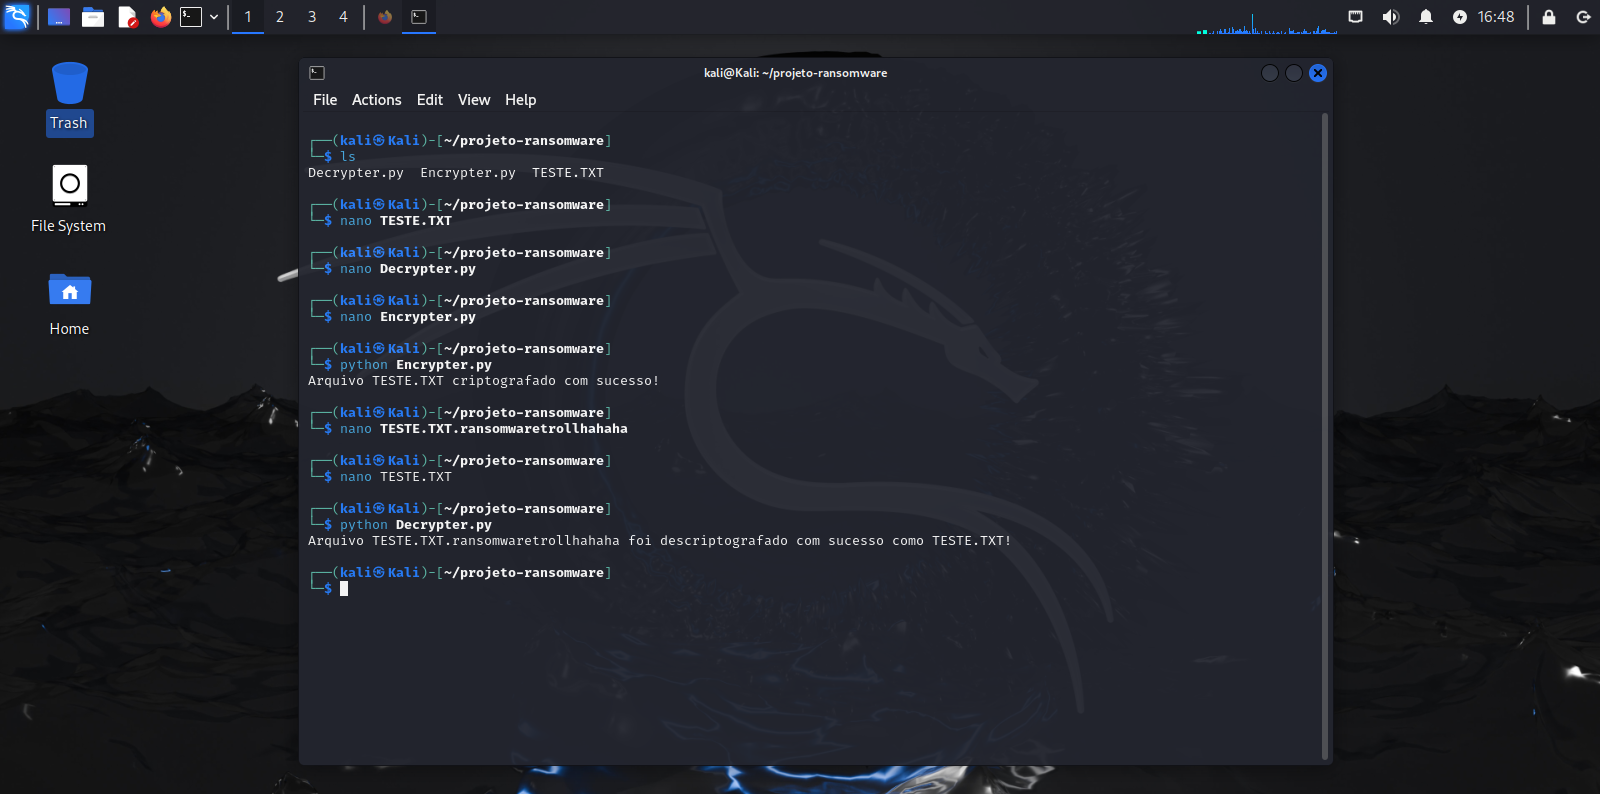 1 2 3 4
16:48
Trash
File System
Home
kali@Kali: ~/projeto-ransomware
File Actions Edit View Help
┌──(kali㉿Kali)-[~/projeto-ransomware]
└─$ ls
Decrypter.py  Encrypter.py  TESTE.TXT
┌──(kali㉿Kali)-[~/projeto-ransomware]
└─$ nano TESTE.TXT
┌──(kali㉿Kali)-[~/projeto-ransomware]
└─$ nano Decrypter.py
┌──(kali㉿Kali)-[~/projeto-ransomware]
└─$ nano Encrypter.py
┌──(kali㉿Kali)-[~/projeto-ransomware]
└─$ python Encrypter.py
Arquivo TESTE.TXT criptografado com sucesso!
┌──(kali㉿Kali)-[~/projeto-ransomware]
└─$ nano TESTE.TXT.ransomwaretrollhahaha
┌──(kali㉿Kali)-[~/projeto-ransomware]
└─$ nano TESTE.TXT
┌──(kali㉿Kali)-[~/projeto-ransomware]
└─$ python Decrypter.py
Arquivo TESTE.TXT.ransomwaretrollhahaha foi descriptografado com sucesso como TESTE.TXT!
┌──(kali㉿Kali)-[~/projeto-ransomware]
└─$